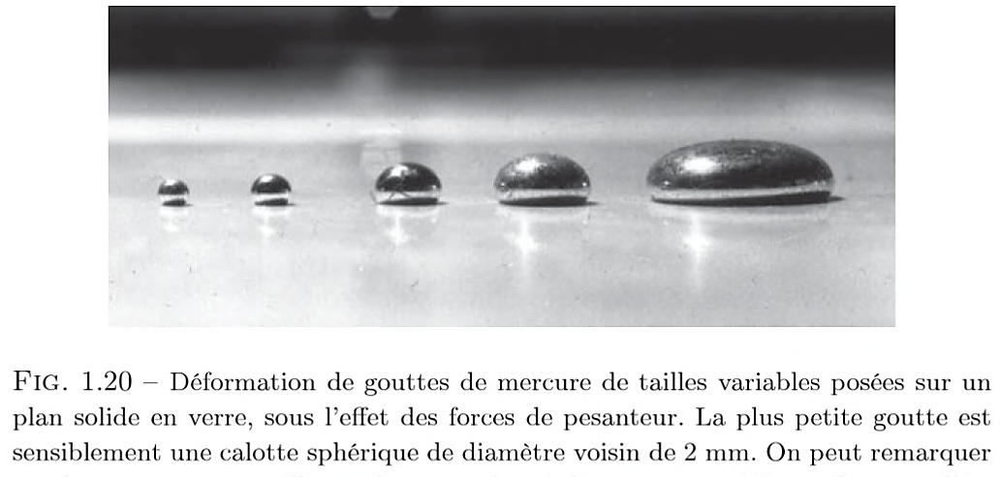 FIG. 1.20 – Déformation de gouttes de mercure de tailles variables posées sur un
plan solide en verre, sous l'effet des forces de pesanteur. La plus petite goutte est
sensiblement une calotte sphérique de diamètre voisin de 2 mm. On peut remarquer